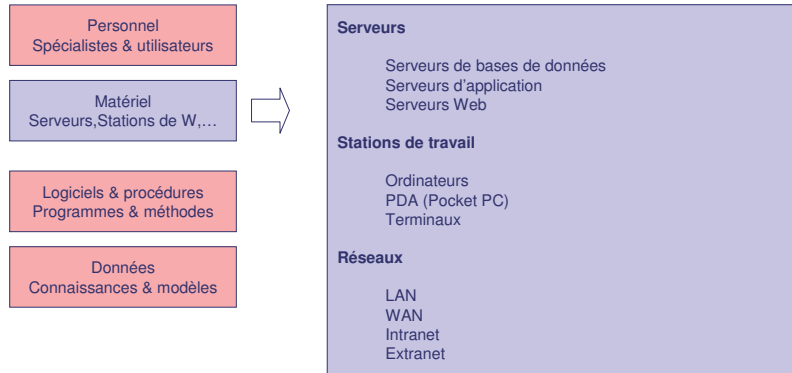 Personnel
Spécialistes & utilisateurs
Matériel
Serveurs,Stations de W,…
Logiciels & procédures
Programmes & méthodes
Données
Connaissances & modèles
Serveurs
Serveurs de bases de données
Serveurs d'application
Serveurs Web
Stations de travail
Ordinateurs
PDA (Pocket PC)
Terminaux
Réseaux
LAN
WAN
Intranet
Extranet